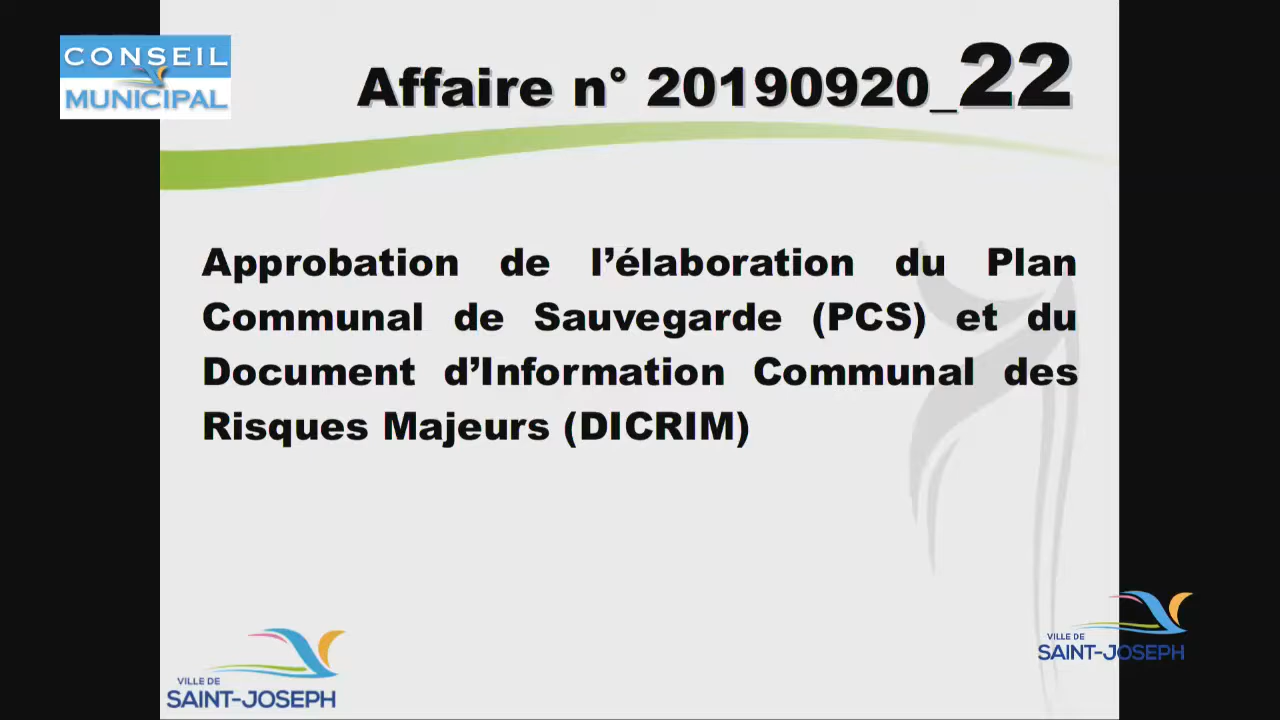 CONSEIL
MUNICIPAL
Affaire n° 20190920_22
Approbation de l’élaboration du Plan
Communal de Sauvegarde (PCS) et du
Document d’Information Communal des
Risques Majeurs (DICRIM)
VILLE DE
SAINT-JOSEPH
VILLE DE
SAINT-JOSEPH